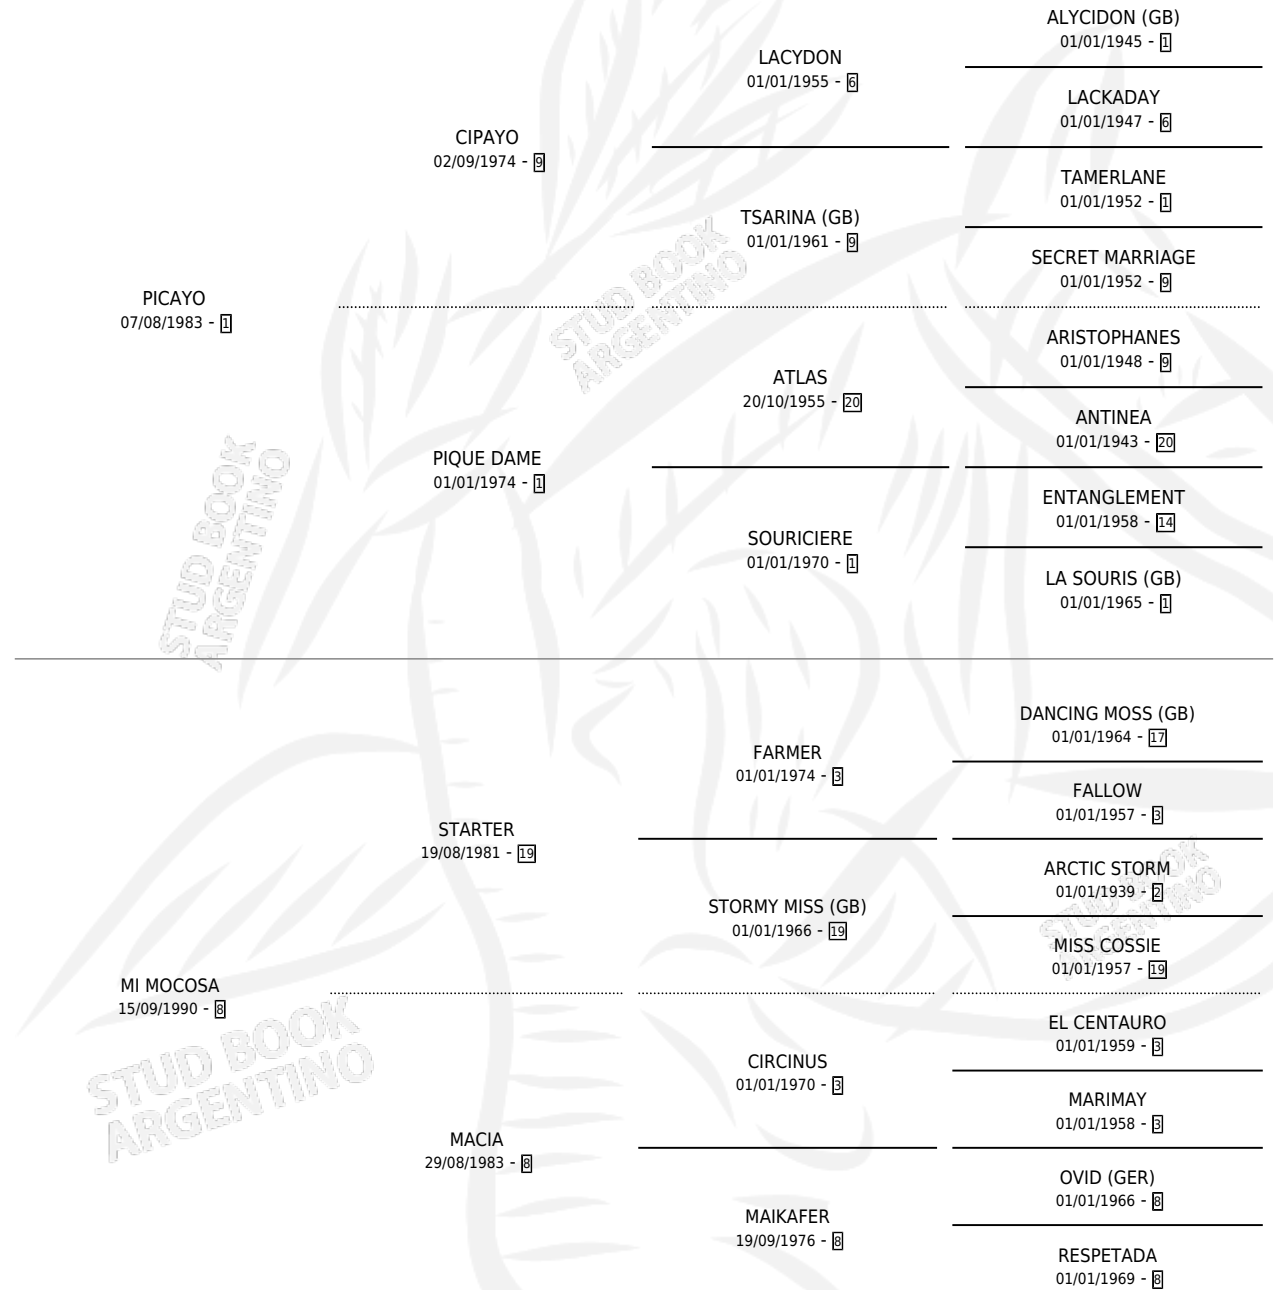 ALYCIDON (GB)
01/01/1945 - 1
LACYDON
01/01/1955 - 6
LACKADAY
01/01/1947 - 6
CIPAYO
02/09/1974 - 9
TAMERLANE
01/01/1952 - 1
TSARINA (GB)
01/01/1961 - 9
SECRET MARRIAGE
01/01/1952 - 9
PICAYO
07/08/1983 - 1
ARISTOPHANES
01/01/1948 - 9
ATLAS
20/10/1955 - 20
ANTINEA
01/01/1943 - 20
PIQUE DAME
01/01/1974 - 1
ENTANGLEMENT
01/01/1958 - 14
SOURICIERE
01/01/1970 - 1
LA SOURIS (GB)
01/01/1965 - 1
STUD BOOK
ARGENTINO
STUD BOOK
ARGENTINO
DANCING MOSS (GB)
01/01/1964 - 17
FARMER
01/01/1974 - 3
FALLOW
01/01/1957 - 3
STARTER
19/08/1981 - 19
ARCTIC STORM
01/01/1939 - 2
STORMY MISS (GB)
01/01/1966 - 19
MISS COSSIE
01/01/1957 - 19
MI MOCOSA
15/09/1990 - 8
EL CENTAURO
01/01/1959 - 3
CIRCINUS
01/01/1970 - 3
MARIMAY
01/01/1958 - 3
MACIA
29/08/1983 - 8
OVID (GER)
01/01/1966 - 8
MAIKAFER
19/09/1976 - 8
RESPETADA
01/01/1969 - 8
STUD BOOK
ARGENTINO
STUD BOOK
ARGENTINO